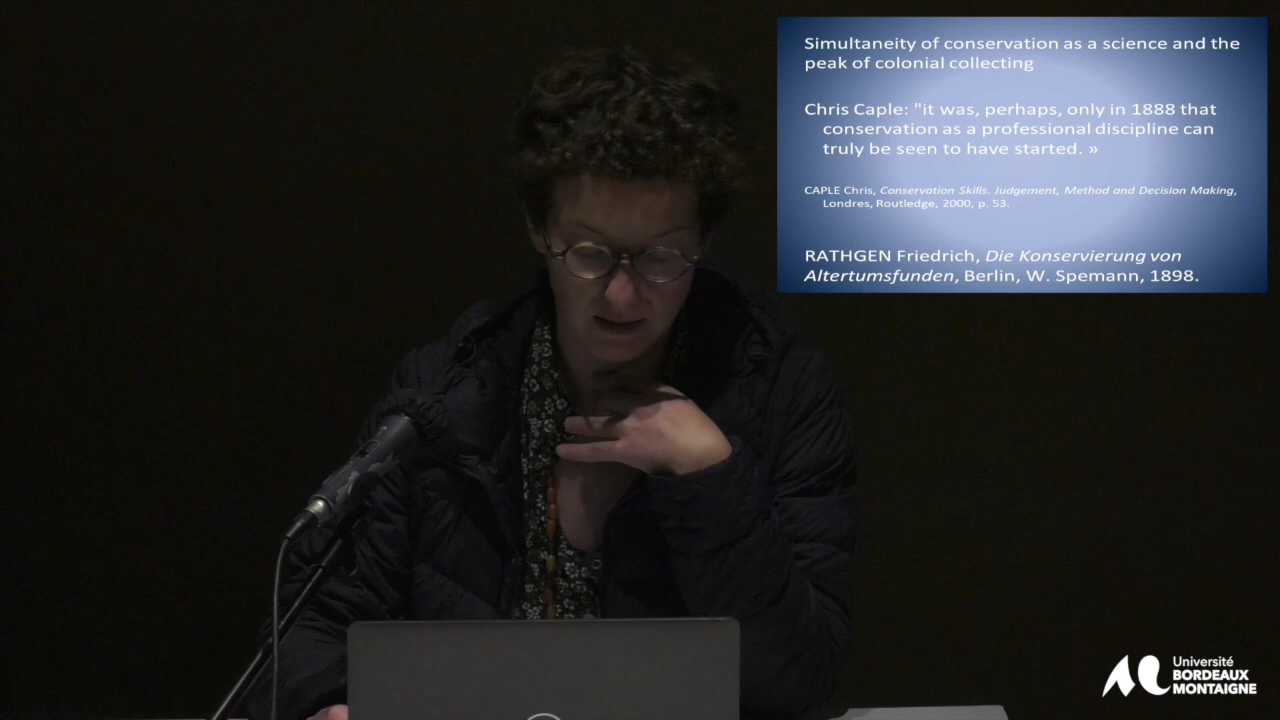 Simultaneity of conservation as a science and the
peak of colonial collecting
Chris Caple: "it was, perhaps, only in 1888 that
conservation as a professional discipline can
truly be seen to have started. »
CAPLE Chris, Conservation Skills. Judgement, Method and Decision Making,
Londres, Routledge, 2000, p. 53.
RATHGEN Friedrich, Die Konservierung von
Altertumsfunden, Berlin, W. Spemann, 1898.
Université
BORDEAUX
MONTAIGNE